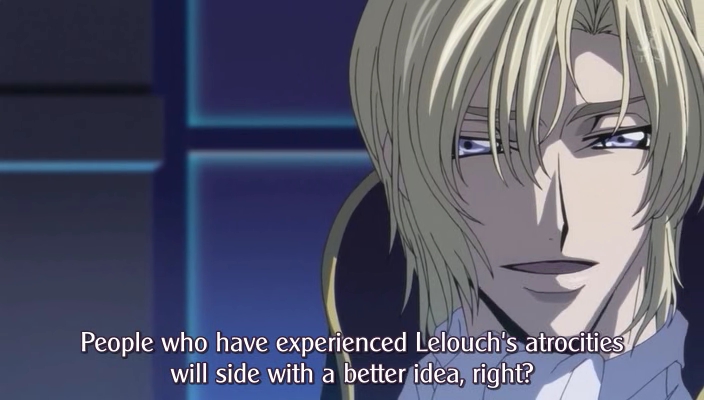 People who have experienced Lelouch's atrocities
will side with a better idea, right?